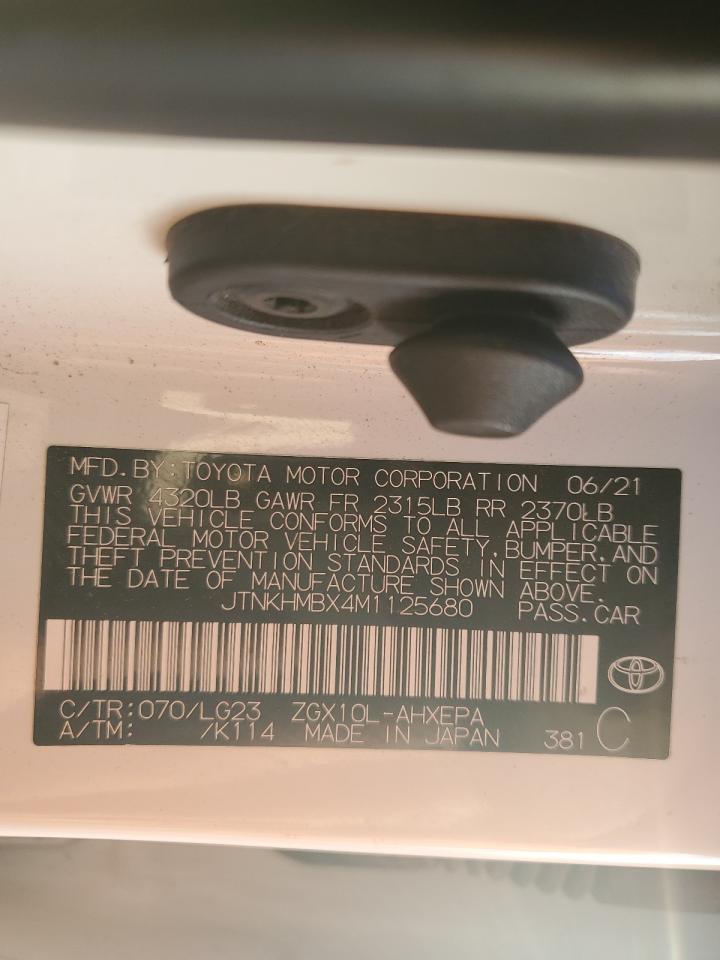 MFD. BY: TOYOTA MOTOR CORPORATION 06/21
GVWR 4320LB GAWR FR 2315LB RR 2370LB
THIS VEHICLE CONFORMS TO ALL APPLICABLE
FEDERAL MOTOR VEHICLE SAFETY, BUMPER, AND
THEFT PREVENTION STANDARDS IN EFFECT ON
THE DATE OF MANUFACTURE SHOWN ABOVE.
JTNKHMBX4M1125680 PASS. CAR
C/TR: 070/LG23 ZGX10L-AHXEPA
A/TM: /K114 MADE IN JAPAN 381 C